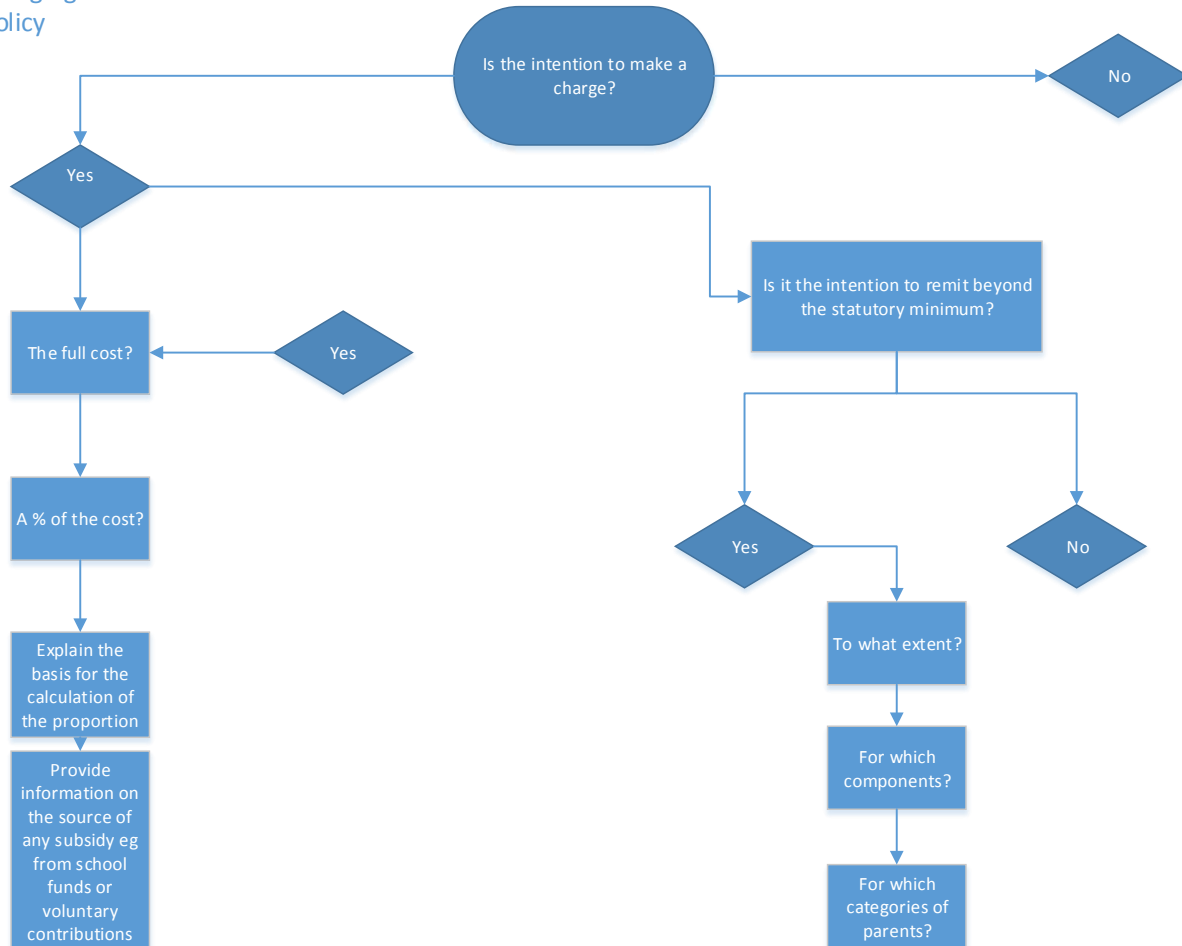 olicy
Is the intention to make a
charge?
No
Yes
Is it the intention to remit beyond
the statutory minimum?
The full cost?
Yes
A % of the cost?
Yes
No
Explain the
basis for the
calculation of
the proportion
To what extent?
For which
components?
Provide
information on
the source of
any subsidy eg
from school
funds or
voluntary
contributions
For which
categories of
parents?